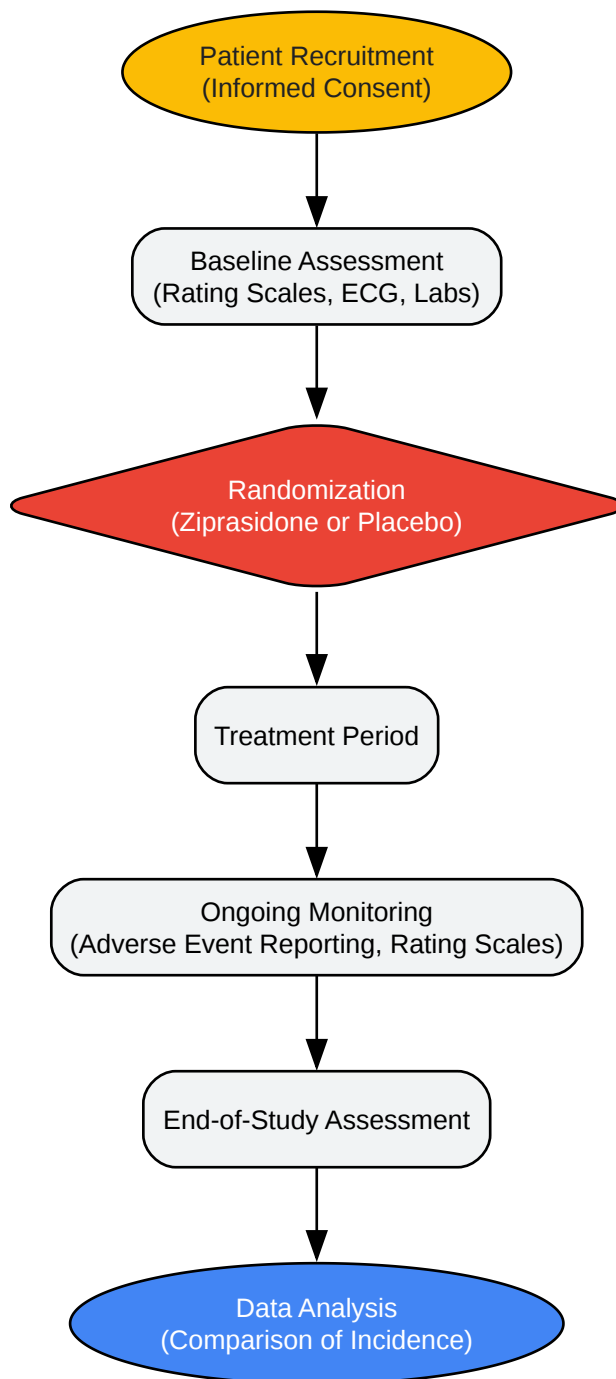 Patient Recruitment
(Informed Consent)
Baseline Assessment
(Rating Scales, ECG, Labs)
Randomization
(Ziprasidone or Placebo)
Treatment Period
Ongoing Monitoring
(Adverse Event Reporting, Rating Scales)
End-of-Study Assessment
Data Analysis
(Comparison of Incidence)